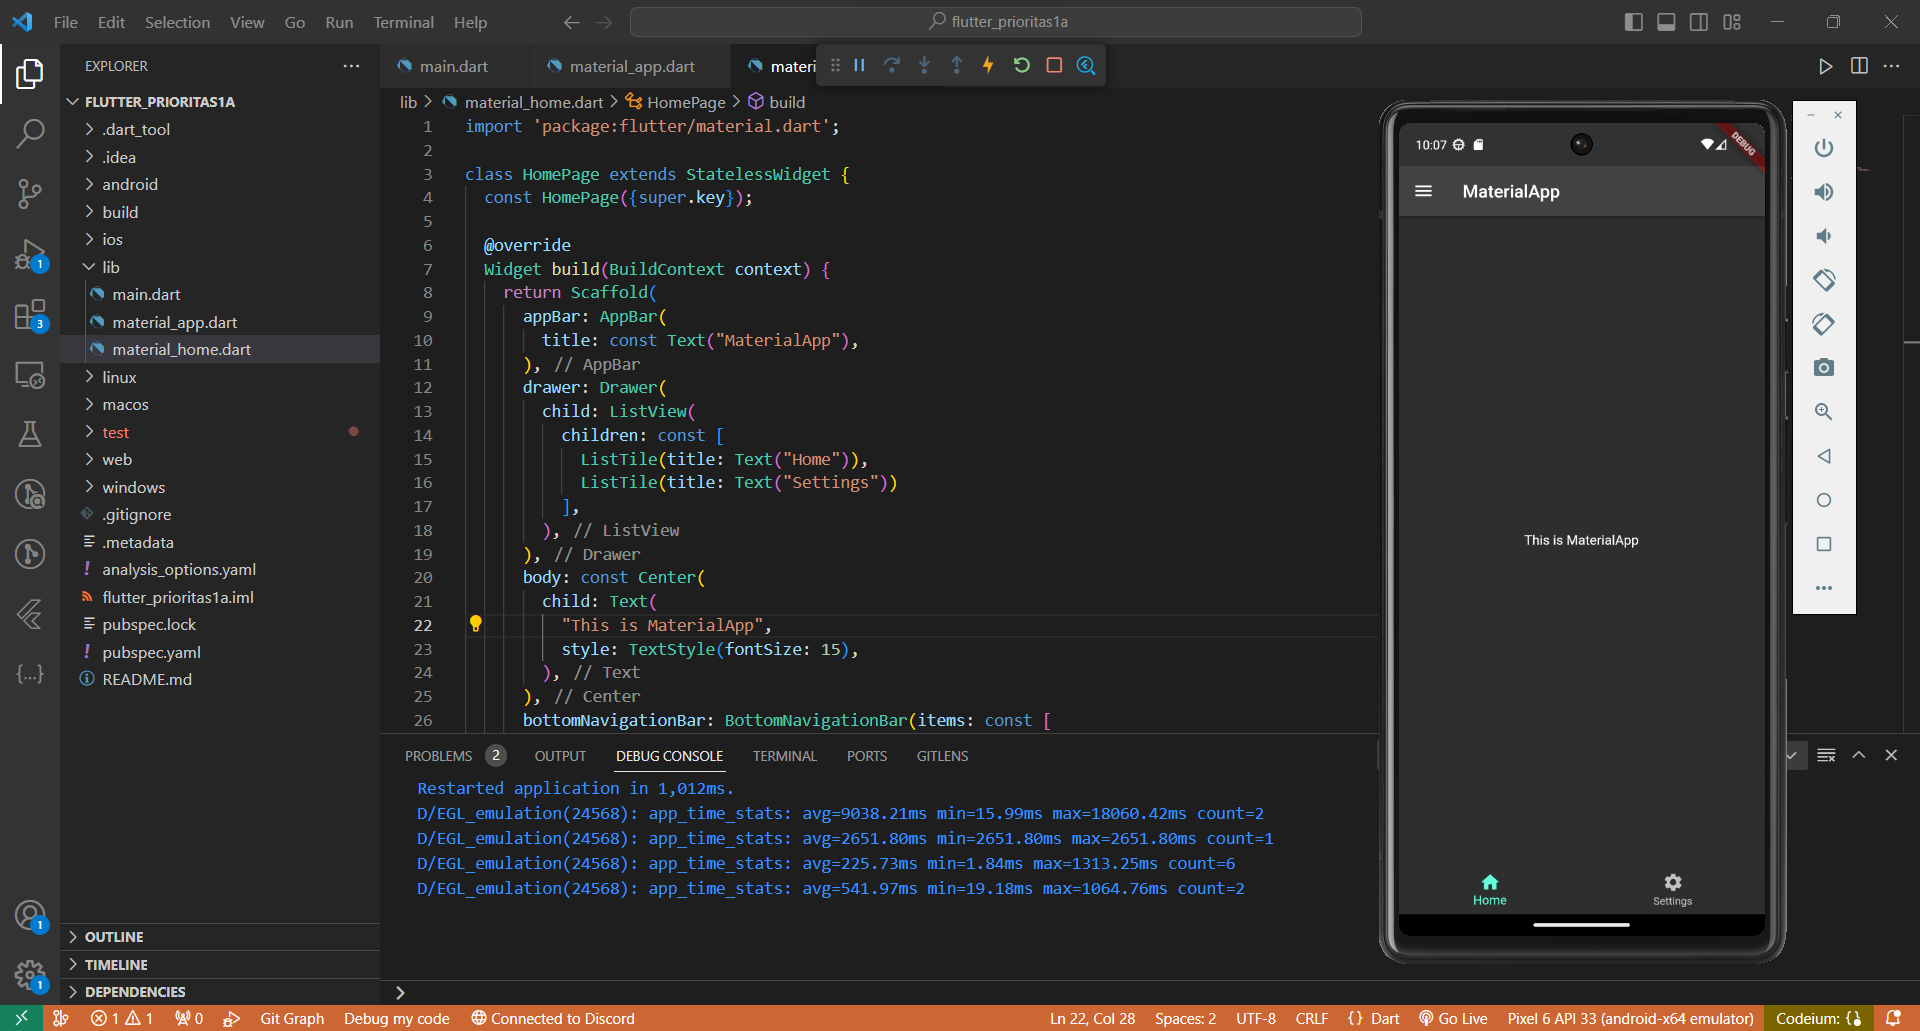 File Edit Selection View Go Run Terminal Help
flutter_prioritas1a
EXPLORER
FLUTTER_PRIORITAS1A
.dart_tool
.idea
android
build
ios
lib
main.dart
material_app.dart
material_home.dart
linux
macos
test
web
windows
.gitignore
.metadata
analysis_options.yaml
flutter_prioritas1a.iml
pubspec.lock
pubspec.yaml
README.md
OUTLINE
TIMELINE
DEPENDENCIES
1
3
1
1
main.dart material_app.dart materi
lib > material_home.dart > HomePage > build
1 import 'package:flutter/material.dart';
2
3 class HomePage extends StatelessWidget {
4 const HomePage({super.key});
5
6 @override
7 Widget build(BuildContext context) {
8 return Scaffold(
9 appBar: AppBar(
10 title: const Text("MaterialApp"),
11 ), // AppBar
12 drawer: Drawer(
13 child: ListView(
14 children: const [
15 ListTile(title: Text("Home")),
16 ListTile(title: Text("Settings"))
17 ],
18 ), // ListView
19 ), // Drawer
20 body: const Center(
21 child: Text(
22 "This is MaterialApp",
23 style: TextStyle(fontSize: 15),
24 ), // Text
25 ), // Center
26 bottomNavigationBar: BottomNavigationBar(items: const [
PROBLEMS 2 OUTPUT DEBUG CONSOLE TERMINAL PORTS GITLENS
Restarted application in 1,012ms.
D/EGL_emulation(24568): app_time_stats: avg=9038.21ms min=15.99ms max=18060.42ms count=2
D/EGL_emulation(24568): app_time_stats: avg=2651.80ms min=2651.80ms max=2651.80ms count=1
D/EGL_emulation(24568): app_time_stats: avg=225.73ms min=1.84ms max=1313.25ms count=6
D/EGL_emulation(24568): app_time_stats: avg=541.97ms min=19.18ms max=1064.76ms count=2
10:07
DEBUG
MaterialApp
This is MaterialApp
Home Settings
1 1 0 Git Graph Debug my code Connected to Discord Ln 22, Col 28 Spaces: 2 UTF-8 CRLF {} Dart Go Live Pixel 6 API 33 (android-x64 emulator) Codeium: {}